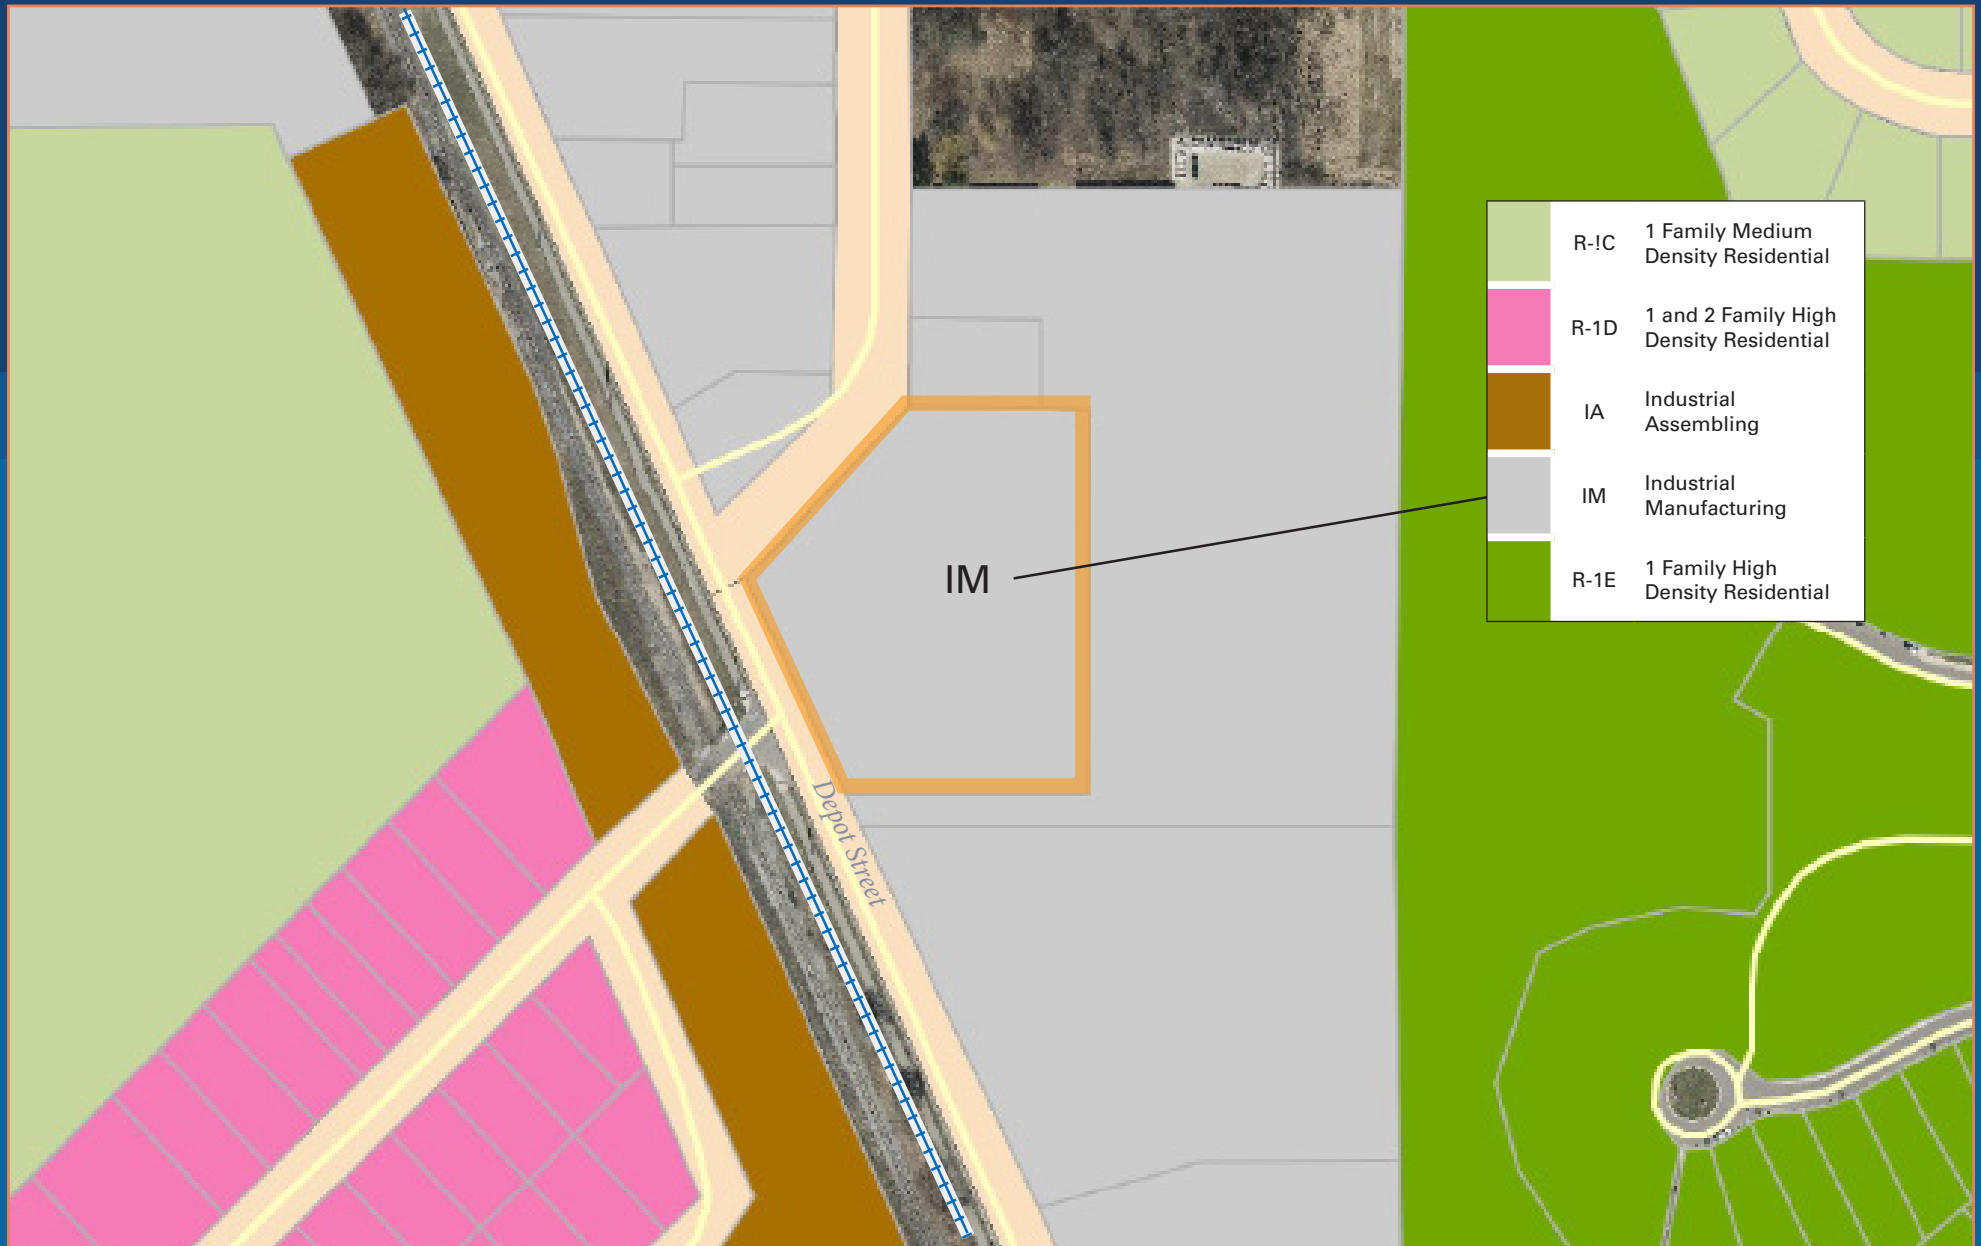 R-!C
1 Family Medium
Density Residential
R-1D
1 and 2 Family High
Density Residential
IA
Industrial
Assembling
IM
Industrial
Manufacturing
R-1E
1 Family High
Density Residential
IM
Depot Street